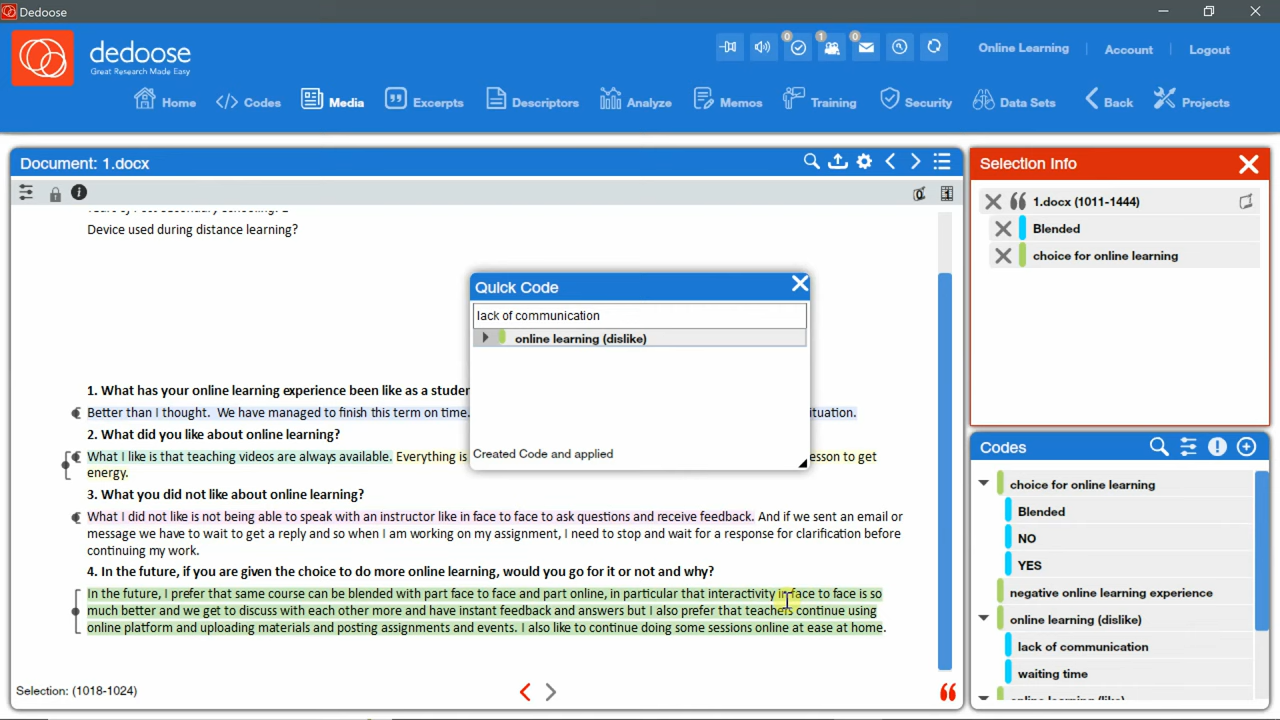 Dedoose
dedoose
Great Research Made Easy
0 1 0
Online Learning Account Logout
Home Codes Media Excerpts Descriptors Analyze Memos Training Security Data Sets Back Projects
Document: 1.docx
Device used during distance learning?
1. What has your online learning experience been like as a studen
Better than I thought. We have managed to finish this term on time. ituation.
2. What did you like about online learning?
What I like is that teaching videos are always available. Everything is esson to get
energy.
3. What you did not like about online learning?
What I did not like is not being able to speak with an instructor like in face to face to ask questions and receive feedback. And if we sent an email or
message we have to wait to get a reply and so when I am working on my assignment, I need to stop and wait for a response for clarification before
continuing my work.
4. In the future, if you are given the choice to do more online learning, would you go for it or not and why?
In the future, I prefer that same course can be blended with part face to face and part online, in particular that interactivity in face to face is so
much better and we get to discuss with each other more and have instant feedback and answers but I also prefer that teachers continue using
online platform and uploading materials and posting assignments and events. I also like to continue doing some sessions online at ease at home.
Selection: (1018-1024)
Quick Code
lack of communication
online learning (dislike)
Created Code and applied
Selection Info
1.docx (1011-1444)
Blended
choice for online learning
Codes
choice for online learning
Blended
NO
YES
negative online learning experience
online learning (dislike)
lack of communication
waiting time
online learning (like)